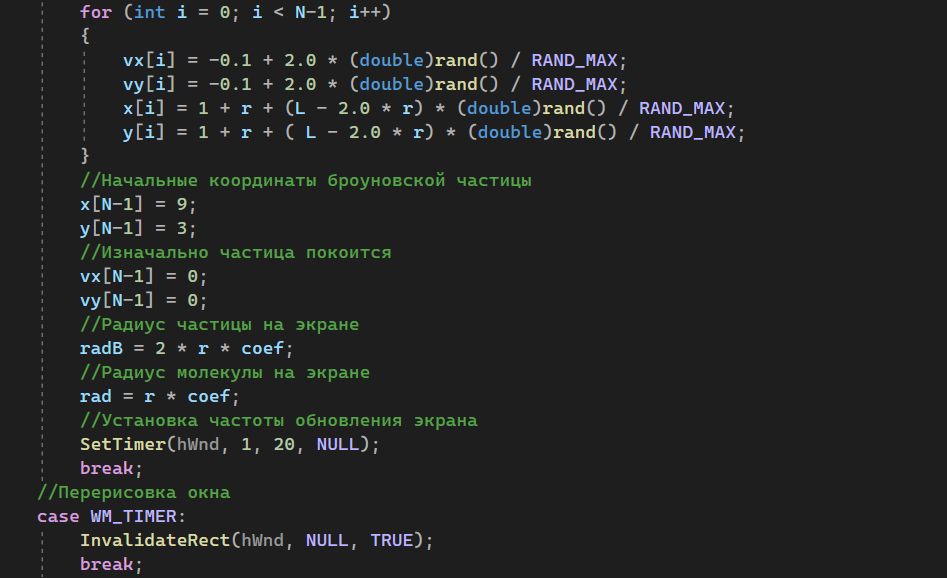 for (int i = 0; i < N-1; i++)
{
vx[i] = -0.1 + 2.0 * (double)rand() / RAND_MAX;
vy[i] = -0.1 + 2.0 * (double)rand() / RAND_MAX;
x[i] = 1 + r + (L - 2.0 * r) * (double)rand() / RAND_MAX;
y[i] = 1 + r + ( L - 2.0 * r) * (double)rand() / RAND_MAX;
}
//Начальные координаты броуновской частицы
x[N-1] = 9;
y[N-1] = 3;
//Изначально частица покоится
vx[N-1] = 0;
vy[N-1] = 0;
//Радиус частицы на экране
radB = 2 * r * coef;
//Радиус молекулы на экране
rad = r * coef;
//Установка частоты обновления экрана
SetTimer(hWnd, 1, 20, NULL);
break;
//Перерисовка окна
case WM_TIMER:
InvalidateRect(hWnd, NULL, TRUE);
break;